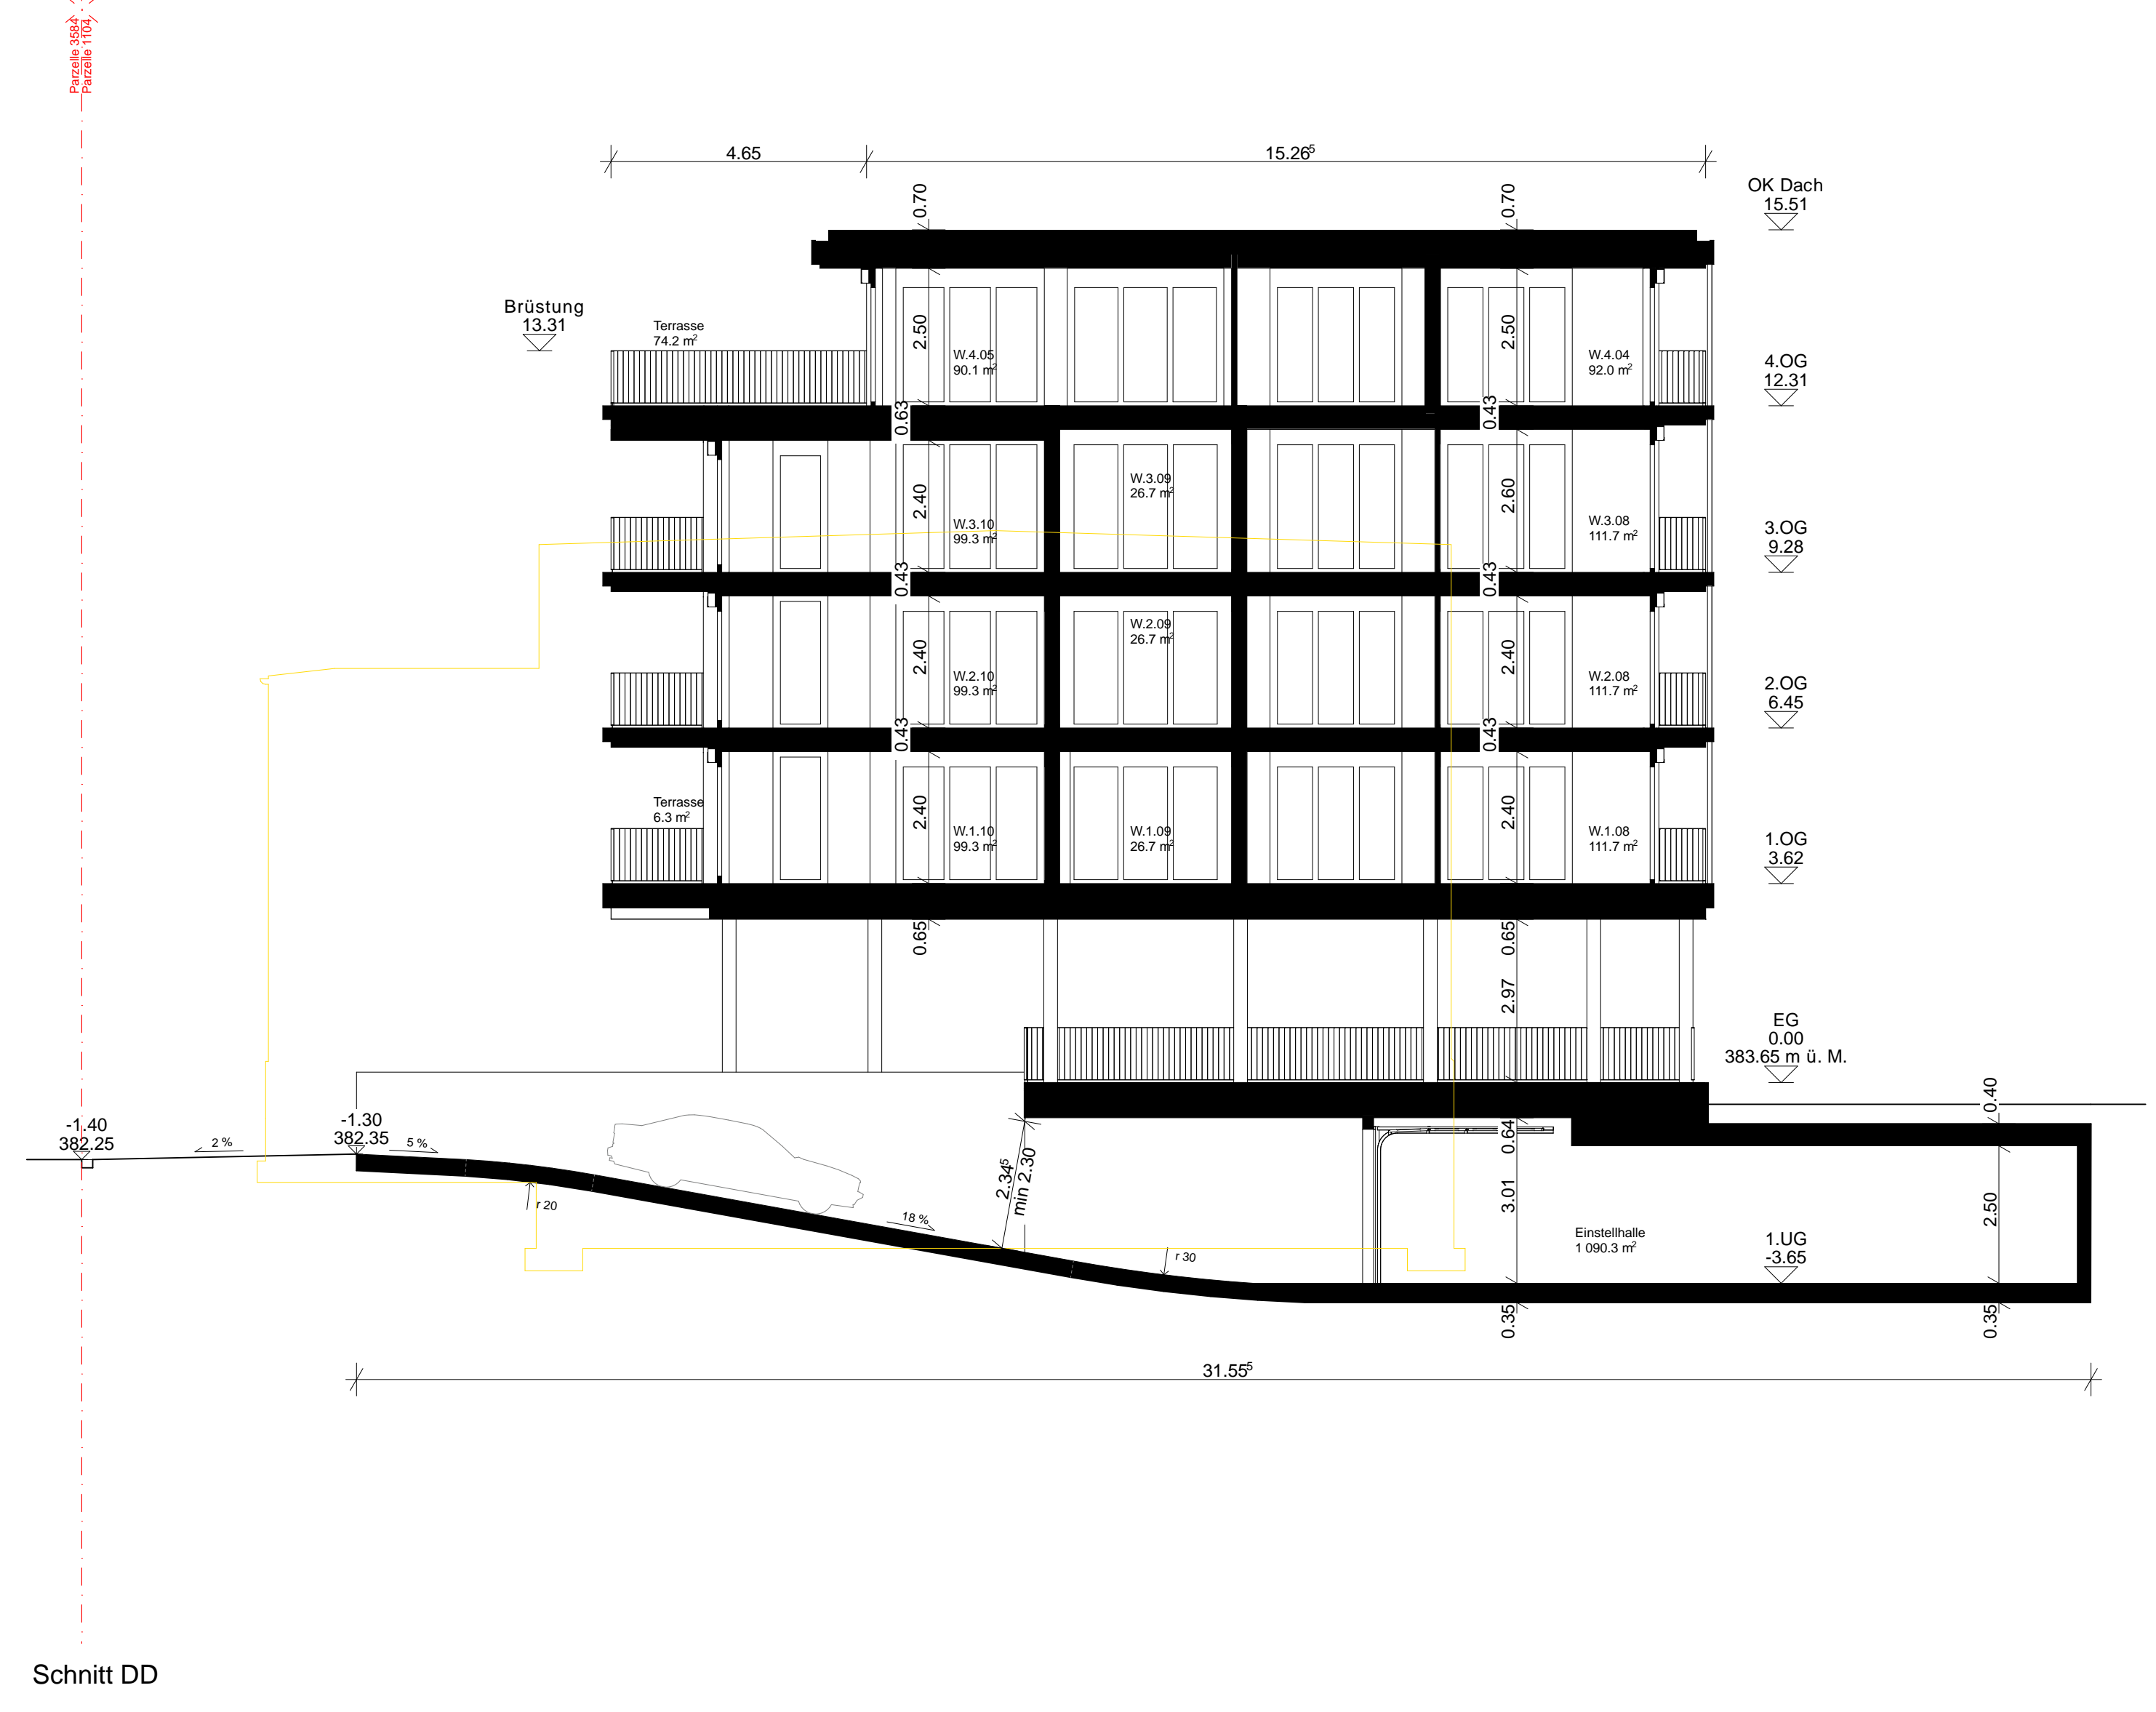 Parzelle 3584
Parzelle 1104
4.65
15.26⁵
OK Dach
15.51
0.70
0.70
Brüstung
13.31
Terrasse
74.2 m²
2.50
W.4.05
90.1 m²
2.50
W.4.04
92.0 m²
4.OG
12.31
0.63
0.43
2.40
W.3.10
99.3 m²
W.3.09
26.7 m²
2.60
W.3.08
111.7 m²
3.OG
9.28
0.43
0.43
2.40
W.2.10
99.3 m²
W.2.09
26.7 m²
2.40
W.2.08
111.7 m²
2.OG
6.45
0.43
0.43
Terrasse
6.3 m²
2.40
W.1.10
99.3 m²
W.1.09
26.7 m²
2.40
W.1.08
111.7 m²
1.OG
3.62
0.65
0.65
2.97
EG
0.00
383.65 m ü. M.
-1.40
382.25
2 %
-1.30
382.35
5 %
r 20
18 %
2.34⁵
min 2.30
r 30
0.64
3.01
0.40
2.50
Einstellhalle
1 090.3 m²
1.UG
-3.65
0.35
0.35
31.55⁵
Schnitt DD